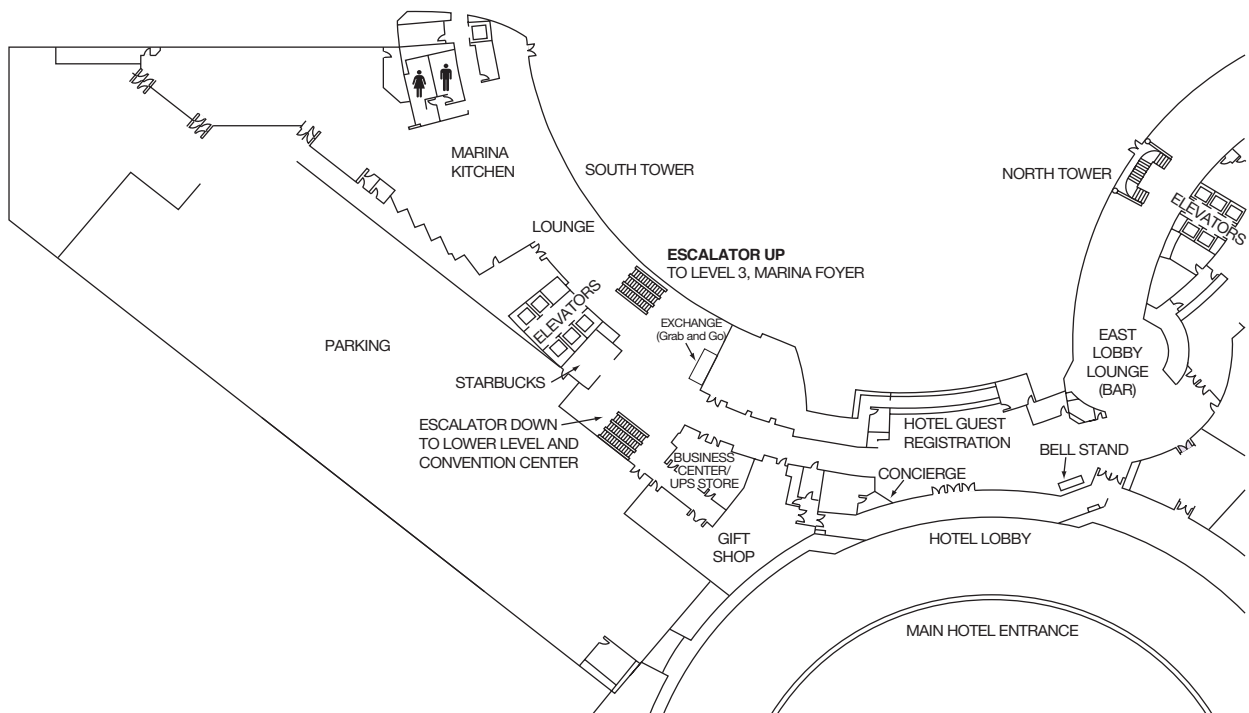 MARINA
KITCHEN
SOUTH TOWER
NORTH TOWER
ELEVATORS
LOUNGE
ESCALATOR UP
TO LEVEL 3, MARINA FOYER
ELEVATORS
EXCHANGE
(Grab and Go)
PARKING
EAST
LOBBY
LOUNGE
(BAR)
STARBUCKS
ESCALATOR DOWN
TO LOWER LEVEL AND
CONVENTION CENTER
HOTEL GUEST
REGISTRATION
BUSINESS
CENTER/
UPS STORE
BELL STAND
CONCIERGE
GIFT
SHOP
HOTEL LOBBY
MAIN HOTEL ENTRANCE